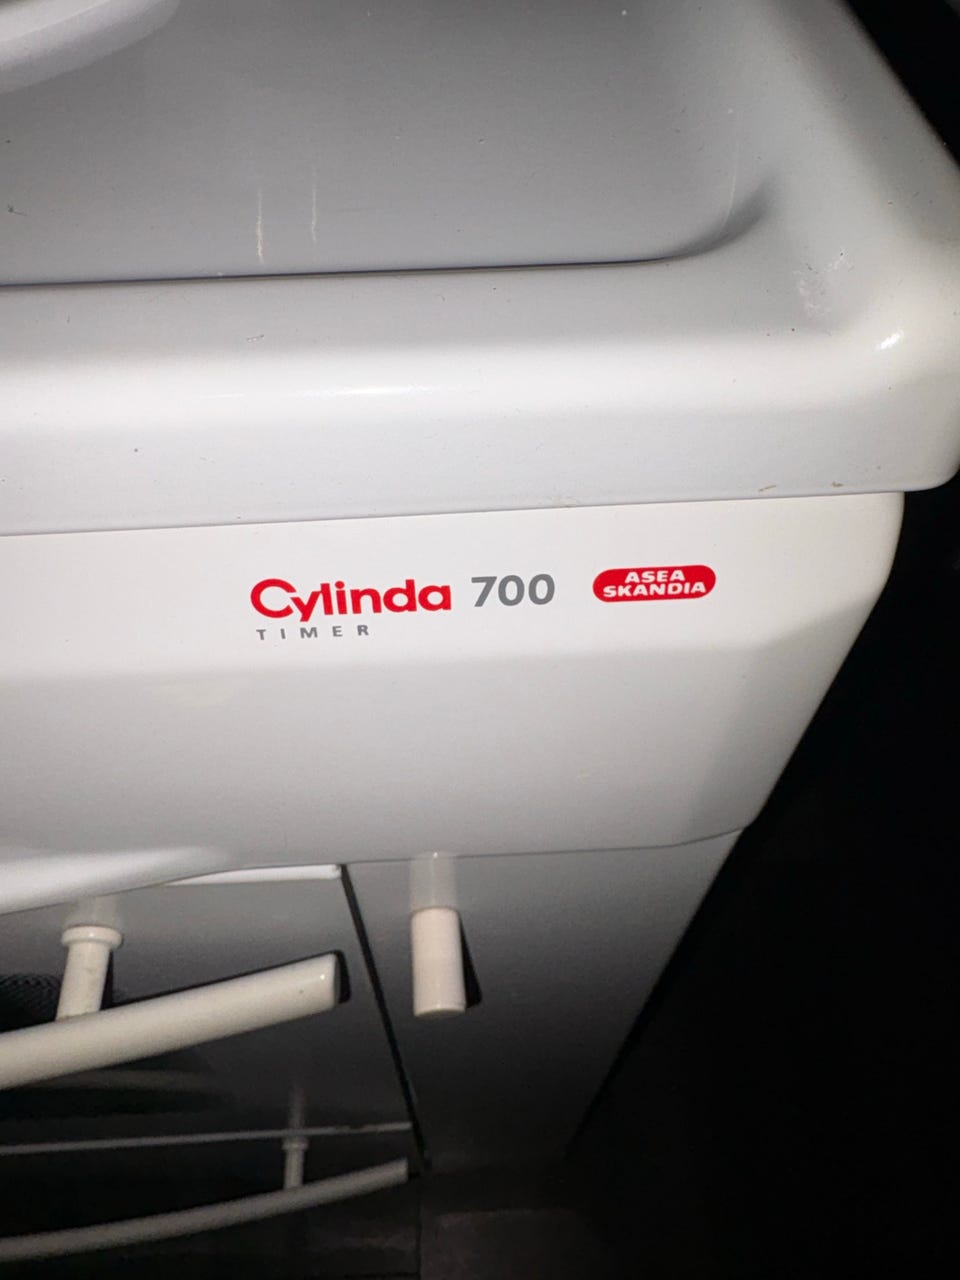 Cylinda 700
TIMER
ASEA
SKANDIA